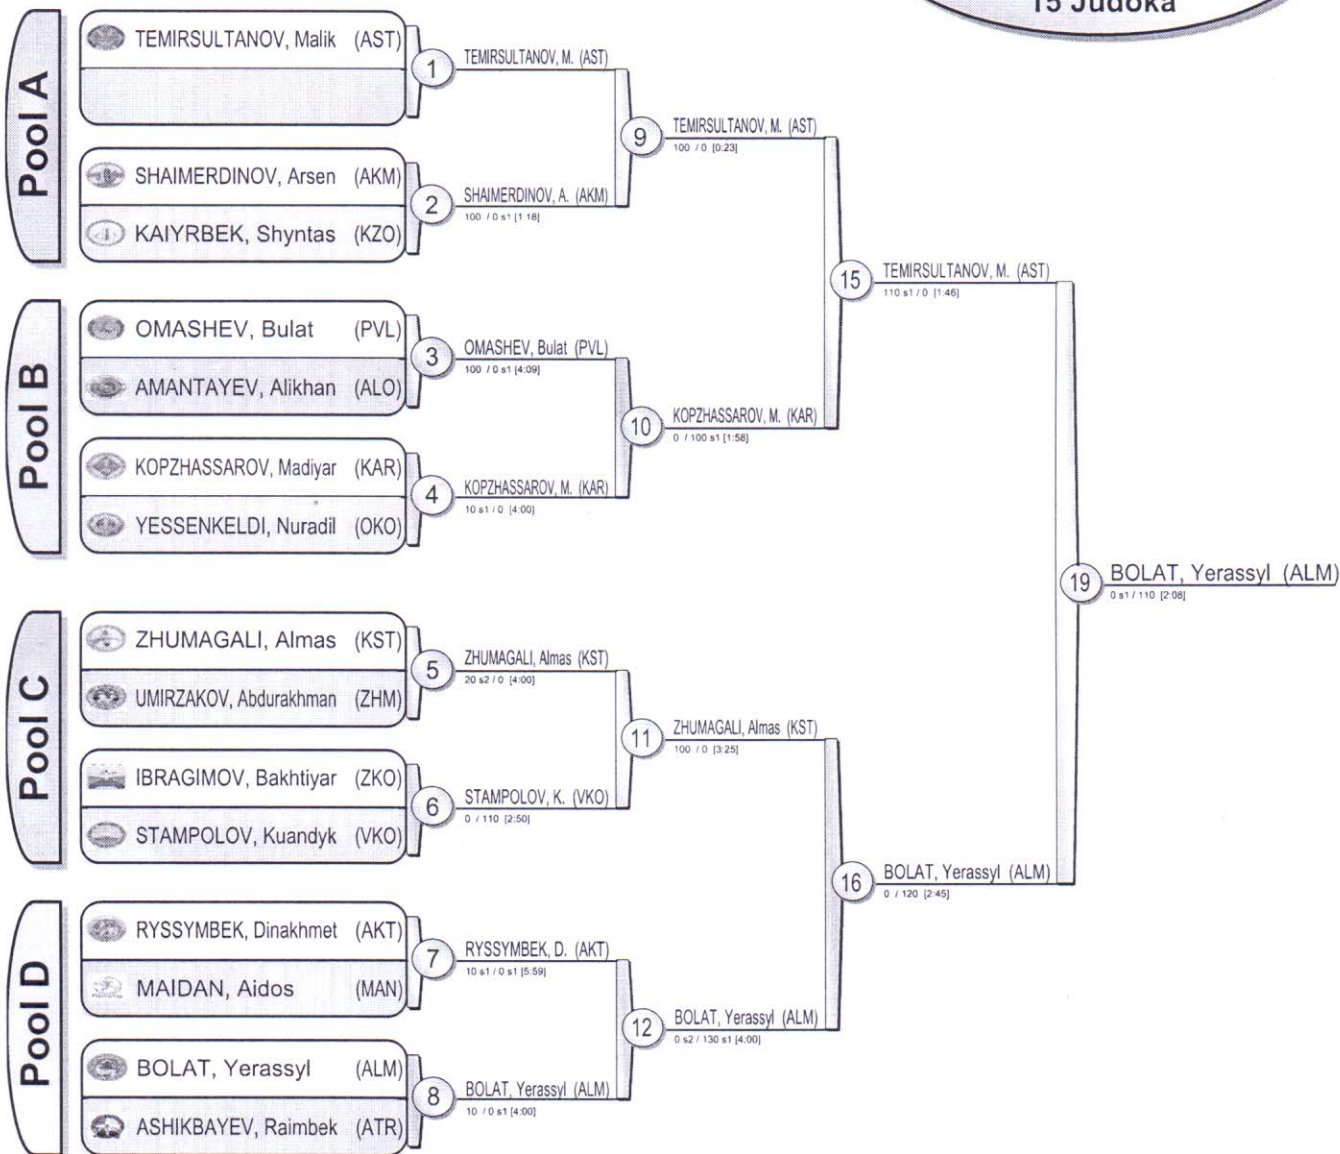 15 Judoka
Pool A
TEMIRSULTANOV, Malik (AST)
SHAIMERDINOV, Arsen (AKM)
KAIYRBEK, Shyntas (KZO)
1
TEMIRSULTANOV, M. (AST)
2
SHAIMERDINOV, A. (AKM)
100 / 0 s1 [1:18]
9
TEMIRSULTANOV, M. (AST)
100 / 0 [0:23]
Pool B
OMASHEV, Bulat (PVL)
AMANTAYEV, Alikhan (ALO)
KOPZHASSAROV, Madiyar (KAR)
YESSENKELDI, Nuradil (OKO)
3
OMASHEV, Bulat (PVL)
100 / 0 s1 [4:09]
4
KOPZHASSAROV, M. (KAR)
10 s1 / 0 [4:00]
10
KOPZHASSAROV, M. (KAR)
0 / 100 s1 [1:58]
15
TEMIRSULTANOV, M. (AST)
110 s1 / 0 [1:46]
Pool C
ZHUMAGALI, Almas (KST)
UMIRZAKOV, Abdurakhman (ZHM)
IBRAGIMOV, Bakhtiyar (ZKO)
STAMPOLOV, Kuandyk (VKO)
5
ZHUMAGALI, Almas (KST)
20 s2 / 0 [4:00]
6
STAMPOLOV, K. (VKO)
0 / 110 [2:50]
11
ZHUMAGALI, Almas (KST)
100 / 0 [3:25]
Pool D
RYSSYMBEK, Dinakhmet (AKT)
MAIDAN, Aidos (MAN)
BOLAT, Yerassyl (ALM)
ASHIKBAYEV, Raimbek (ATR)
7
RYSSYMBEK, D. (AKT)
10 s1 / 0 s1 [5:59]
8
BOLAT, Yerassyl (ALM)
10 / 0 s1 [4:00]
12
BOLAT, Yerassyl (ALM)
0 s2 / 130 s1 [4:00]
16
BOLAT, Yerassyl (ALM)
0 / 120 [2:45]
19
BOLAT, Yerassyl (ALM)
0 s1 / 110 [2:08]